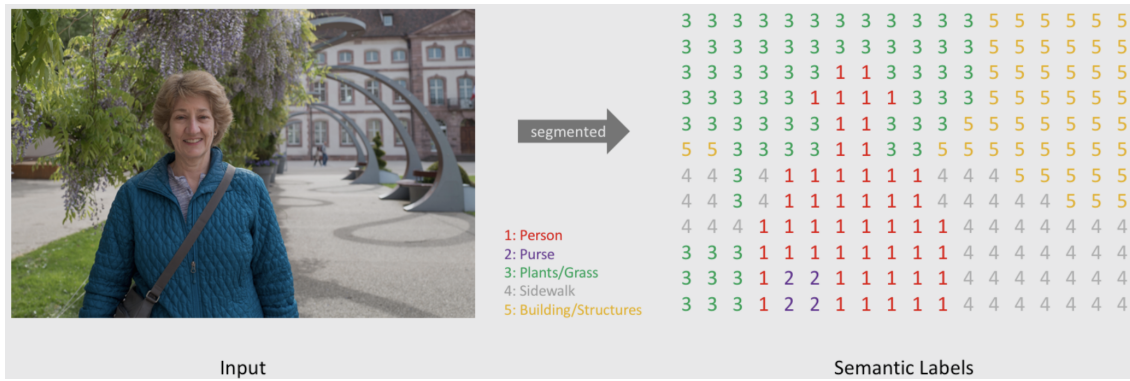 segmented
1: Person
2: Purse
3: Plants/Grass
4: Sidewalk
5: Building/Structures
3 3 3 3 3 3 3 3 3 3 3 3 5 5 5 5 5 5
3 3 3 3 3 3 3 3 3 3 3 3 5 5 5 5 5 5
3 3 3 3 3 3 1 1 3 3 3 3 5 5 5 5 5 5
3 3 3 3 3 1 1 1 1 3 3 3 5 5 5 5 5 5
3 3 3 3 3 3 1 1 3 3 3 5 5 5 5 5 5 5
5 5 3 3 3 3 1 1 3 3 5 5 5 5 5 5 5 5
4 4 3 4 1 1 1 1 1 1 4 4 4 5 5 5 5 5
4 4 3 4 1 1 1 1 1 1 4 4 4 4 4 5 5 5
4 4 4 1 1 1 1 1 1 1 1 4 4 4 4 4 4 4
3 3 3 1 1 1 1 1 1 1 1 4 4 4 4 4 4 4
3 3 3 1 2 2 1 1 1 1 1 4 4 4 4 4 4 4
3 3 3 1 2 2 1 1 1 1 1 4 4 4 4 4 4 4
Input
Semantic Labels